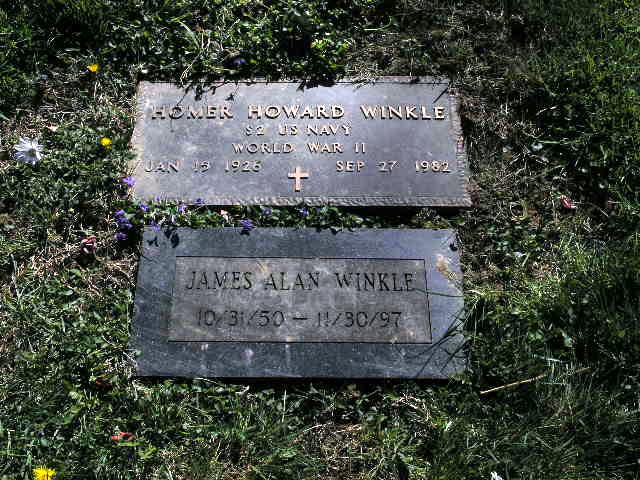 HOMER HOWARD WINKLE
S2 US NAVY
WORLD WAR II
JAN 15 1926 SEP 27 1982
JAMES ALAN WINKLE
10/31/50 — 11/30/97